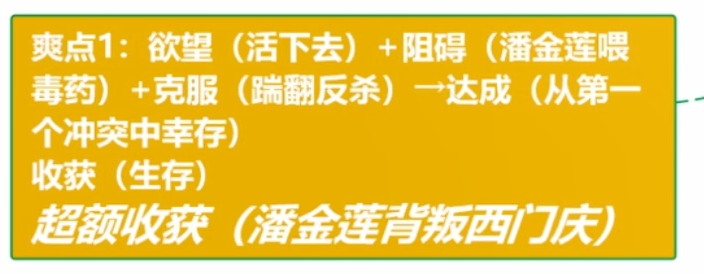 爽点1：欲望（活下去）+阻碍（潘金莲喂
毒药）+克服（踹翻反杀）→达成（从第一
个冲突中幸存）
收获（生存）
超额收获（潘金莲背叛西门庆）